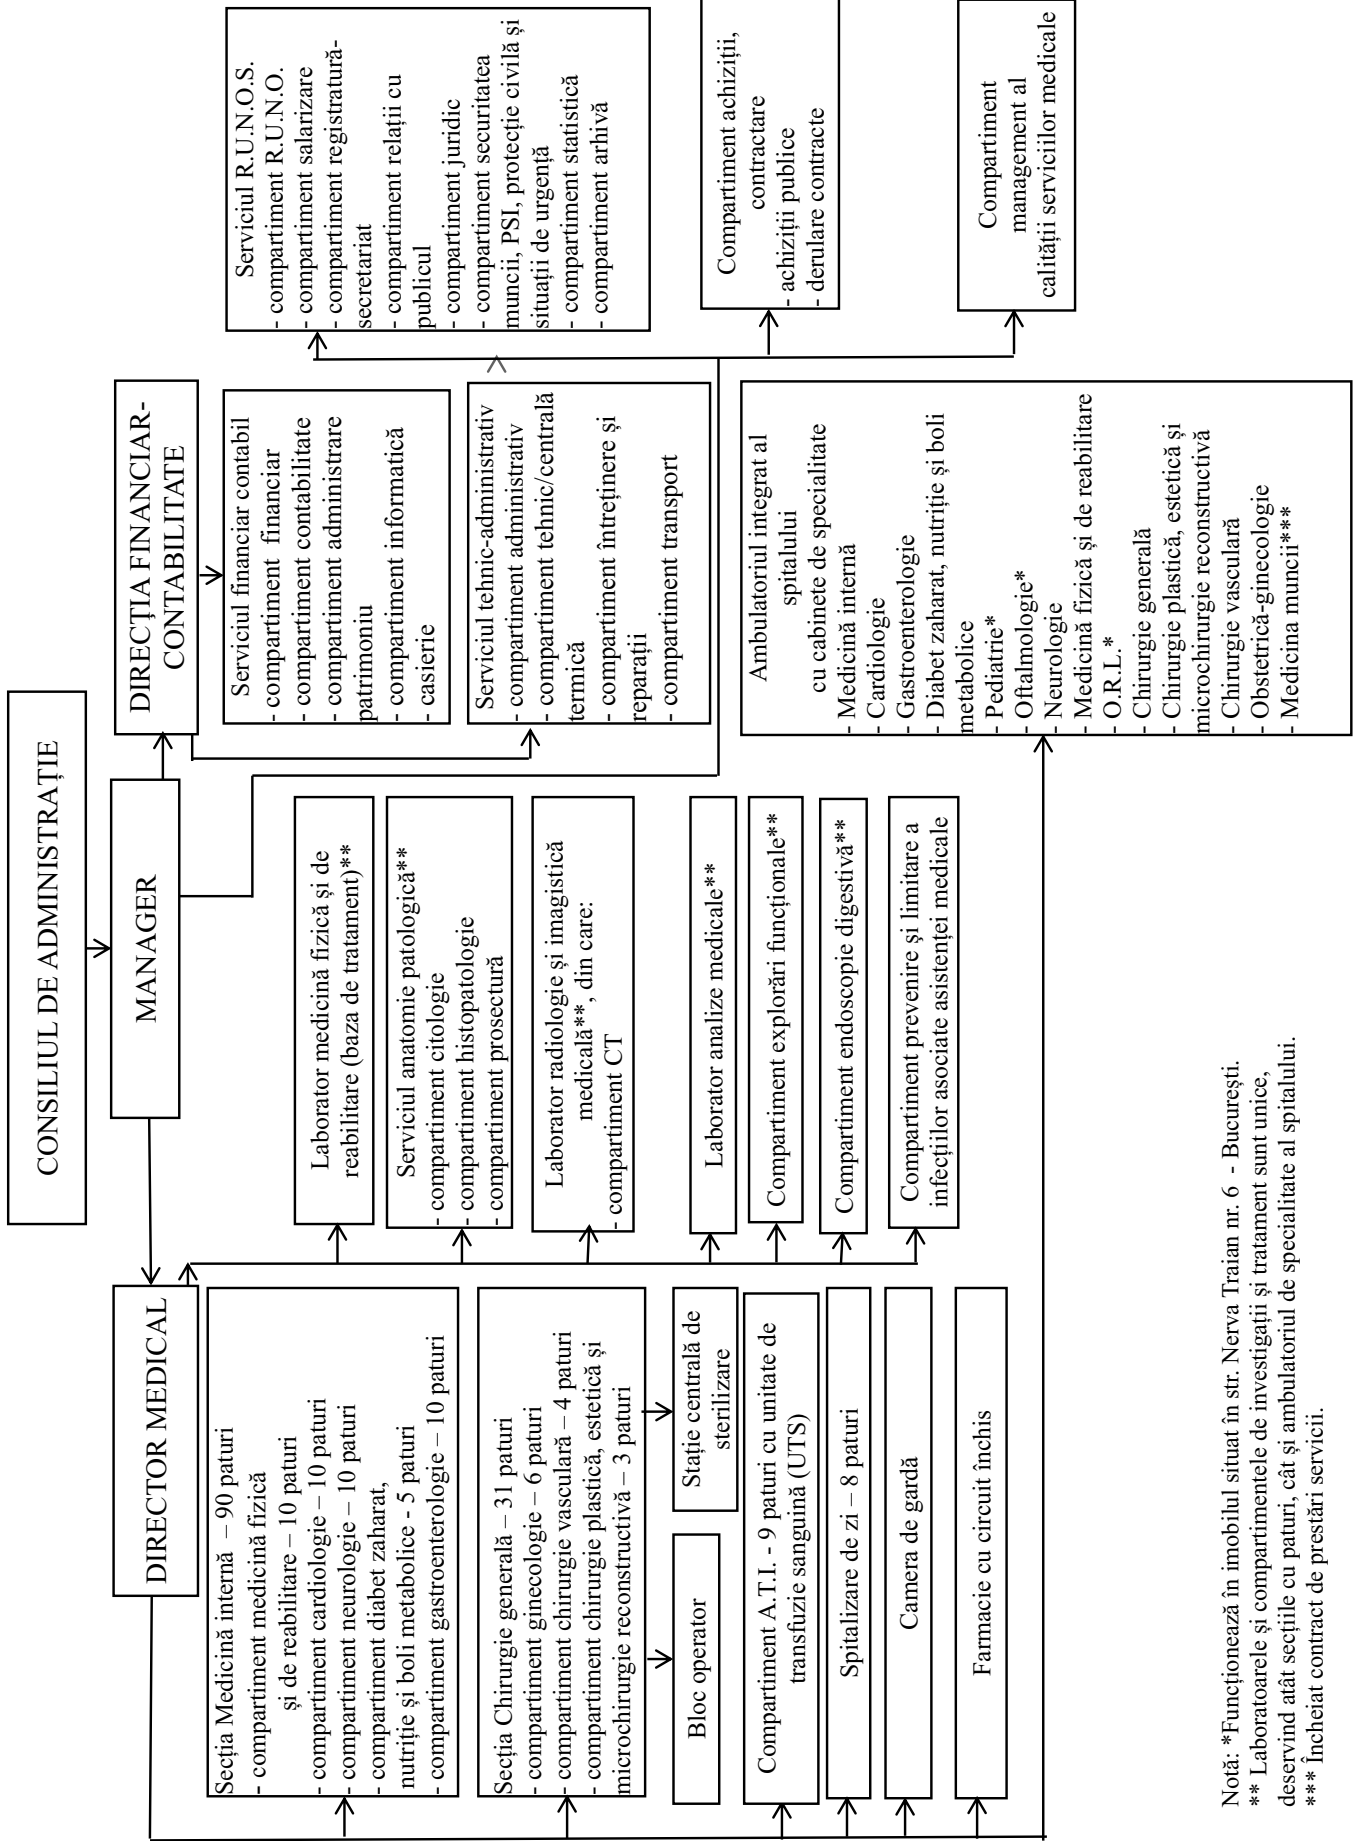 CONSILIUL DE ADMINISTRAȚIE
MANAGER
DIRECTOR MEDICAL
DIRECȚIA FINANCIAR-
CONTABILITATE
Secția Medicină internă – 90 paturi
- compartiment medicină fizică
și de reabilitare – 10 paturi
- compartiment cardiologie – 10 paturi
- compartiment neurologie – 10 paturi
- compartiment diabet zaharat,
nutriție și boli metabolice - 5 paturi
- compartiment gastroenterologie – 10 paturi
Secția Chirurgie generală – 31 paturi
- compartiment ginecologie – 6 paturi
- compartiment chirurgie vasculară – 4 paturi
- compartiment chirurgie plastică, estetică și
microchirurgie reconstructivă – 3 paturi
Bloc operator
Stație centrală de
sterilizare
Compartiment A.T.I. - 9 paturi cu unitate de
transfuzie sanguină (UTS)
Spitalizare de zi – 8 paturi
Camera de gardă
Farmacie cu circuit închis
Laborator medicină fizică și de
reabilitare (baza de tratament)**
Serviciul anatomie patologică**
- compartiment citologie
- compartiment histopatologie
- compartiment prosectură
Laborator radiologie și imagistică
medicală**, din care:
- compartiment CT
Laborator analize medicale**
Compartiment explorări funcționale**
Compartiment endoscopie digestivă**
Compartiment prevenire şi limitare a
infecțiilor asociate asistenței medicale
Serviciul financiar contabil
- compartiment financiar
- compartiment contabilitate
- compartiment administrare
patrimoniu
- compartiment informatică
- casierie
Serviciul tehnic-administrativ
- compartiment administrativ
- compartiment tehnic/centrală
termică
- compartiment întreținere și
reparații
- compartiment transport
Ambulatoriul integrat al
spitalului
cu cabinete de specialitate
- Medicină internă
- Cardiologie
- Gastroenterologie
- Diabet zaharat, nutriție și boli
metabolice
- Pediatrie*
- Oftalmologie*
- Neurologie
- Medicină fizică și de reabilitare
- O.R.L.*
- Chirurgie generală
- Chirurgie plastică, estetică și
microchirurgie reconstructivă
- Chirurgie vasculară
- Obstetrică-ginecologie
- Medicina muncii***
Serviciul R.U.N.O.S.
- compartiment R.U.N.O.
- compartiment salarizare
- compartiment registratură-
secretariat
- compartiment relații cu
publicul
- compartiment juridic
- compartiment securitatea
muncii, PSI, protecție civilă și
situații de urgență
- compartiment statistică
- compartiment arhivă
Compartiment achiziții,
contractare
- achiziții publice
- derulare contracte
Compartiment
management al
calității serviciilor medicale
Notă: *Funcționează în imobilul situat în str. Nerva Traian nr. 6 - București.
** Laboratoarele și compartimentele de investigații și tratament sunt unice,
deservind atât secțiile cu paturi, cât și ambulatoriul de specialitate al spitalului.
*** Încheiat contract de prestări servicii.